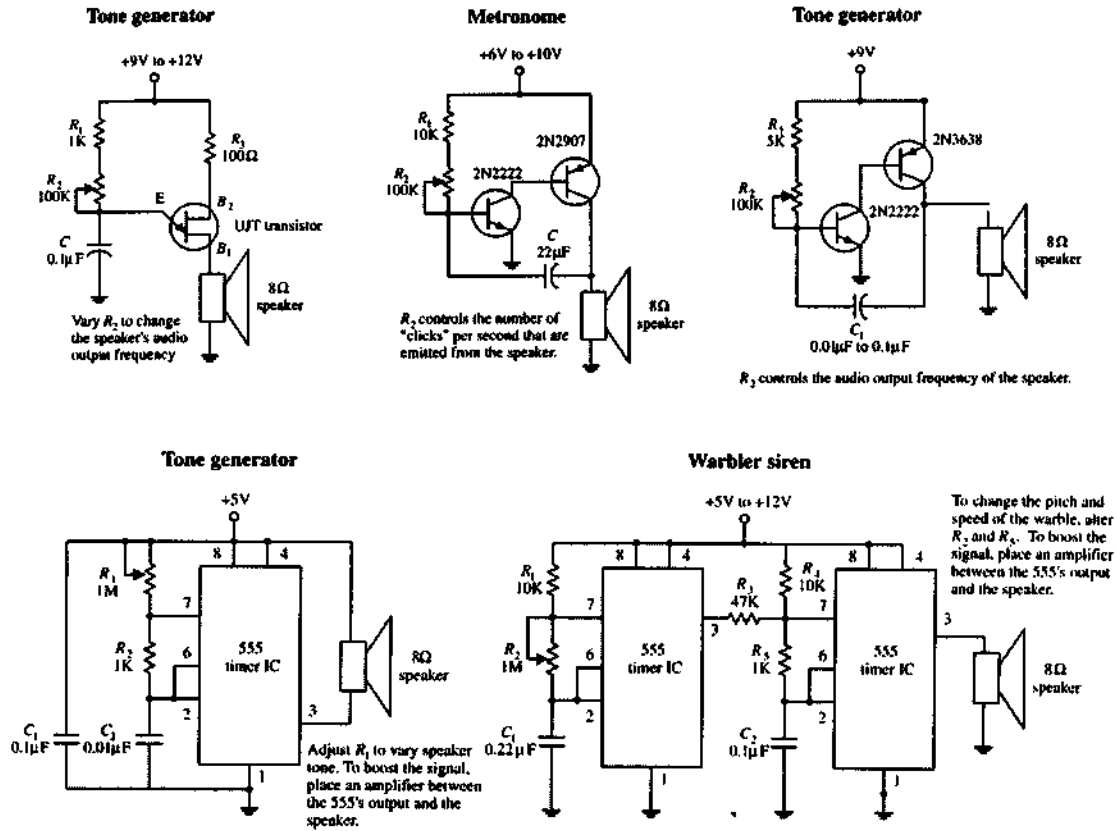 Tone generator
+9V to +12V
R1
1K
R3
100Ω
R2
100K
E
B2
UJT transistor
C
0.1µF
B1
8Ω
speaker
Vary R2 to change
the speaker's audio
output frequency
Metronome
+6V to +10V
R1
10K
2N2907
R2
100K
2N2222
C
22µF
8Ω
speaker
R2 controls the number of
"clicks" per second that are
emitted from the speaker.
Tone generator
+9V
R1
5K
2N3638
R2
100K
2N2222
8Ω
speaker
C1
0.01µF to 0.1µF
R2 controls the audio output frequency of the speaker.
Tone generator
+5V
8
4
R1
1M
7
R2
1K
6
555
timer IC
2
8Ω
speaker
3
C1
0.1µF
C2
0.01µF
1
Adjust R1 to vary speaker
tone. To boost the signal,
place an amplifier between
the 555's output and the
speaker.
Warbler siren
+5V to +12V
8
4
R1
10K
7
R2
1M
6
555
timer IC
2
3
R3
47K
C1
0.22µF
1
8
4
R4
10K
7
R5
1K
6
555
timer IC
2
3
C2
0.1µF
1
8Ω
speaker
To change the pitch and
speed of the warble, alter
R2 and R5. To boost the
signal, place an amplifier
between the 555's output
and the speaker.